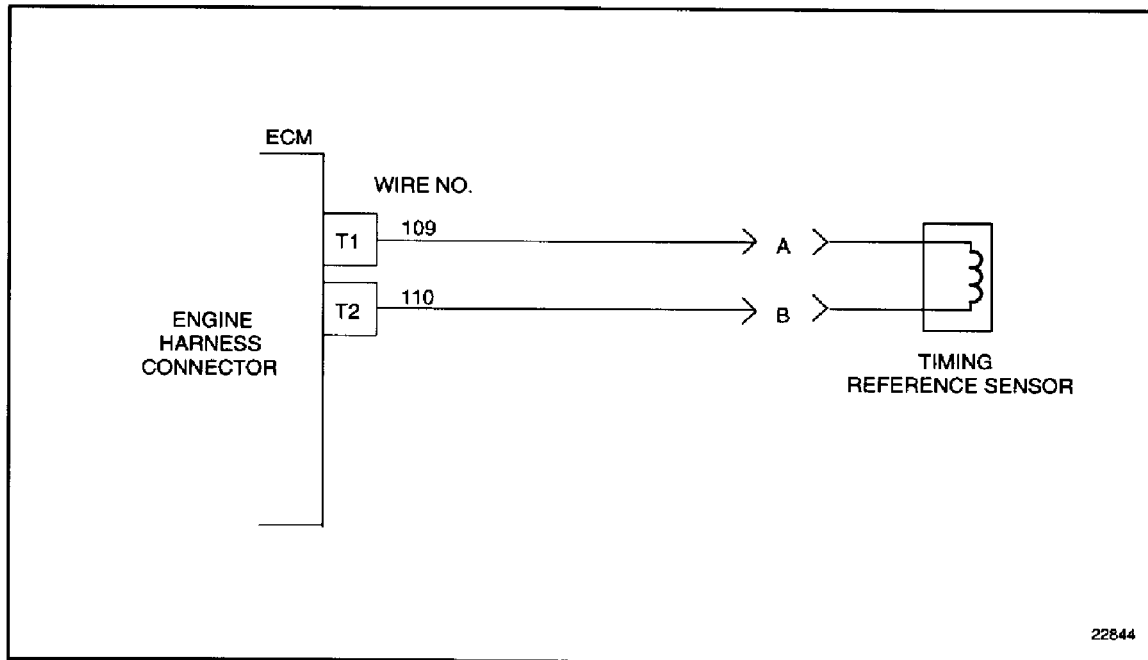 ECM
WIRE NO.
T1
109
A
T2
110
B
ENGINE
HARNESS
CONNECTOR
TIMING
REFERENCE SENSOR
22844